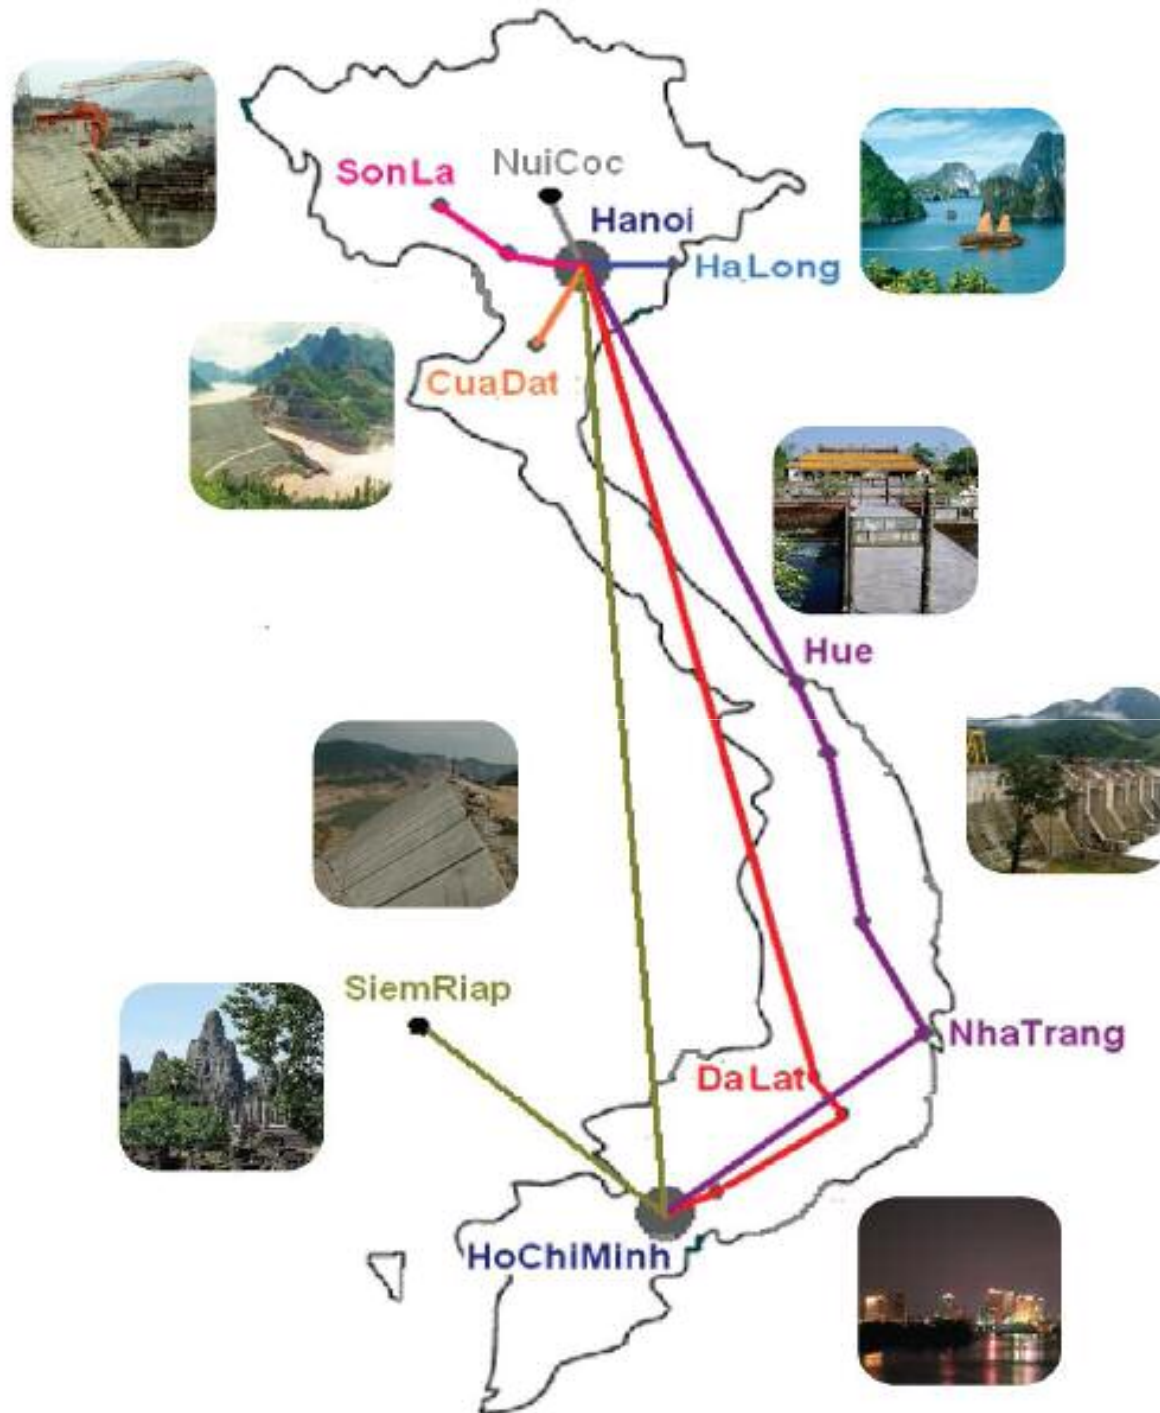 NuiCoc
SonLa
Hanoi
HaLong
CuaDat
Hue
SiemRiap
NhaTrang
DaLat
HoChiMinh